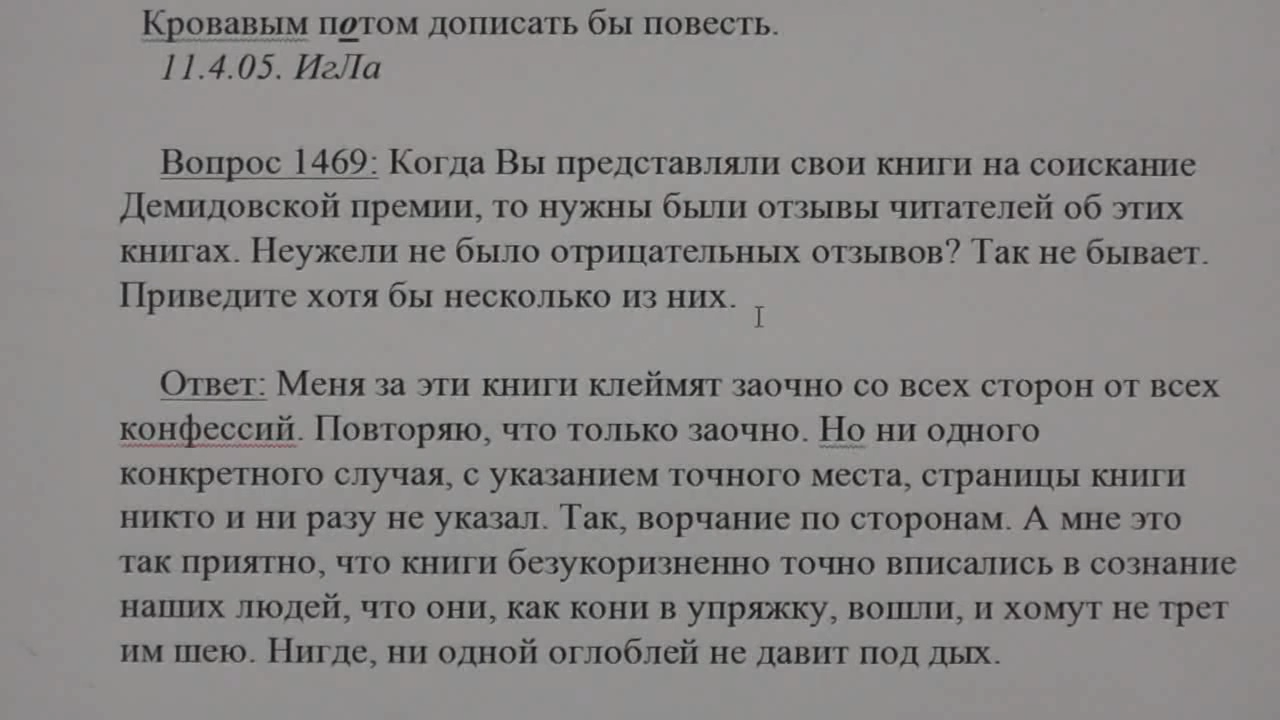 Кровавым потом дописать бы повесть.
11.4.05. ИгЛа
Вопрос 1469: Когда Вы представляли свои книги на соискание
Демидовской премии, то нужны были отзывы читателей об этих
книгах. Неужели не было отрицательных отзывов? Так не бывает.
Приведите хотя бы несколько из них.
Ответ: Меня за эти книги клеймят заочно со всех сторон от всех
конфессий. Повторяю, что только заочно. Но ни одного
конкретного случая, с указанием точного места, страницы книги
никто и ни разу не указал. Так, ворчание по сторонам. А мне это
так приятно, что книги безукоризненно точно вписались в сознание
наших людей, что они, как кони в упряжку, вошли, и хомут не трет
им шею. Нигде, ни одной оглоблей не давит под дых.